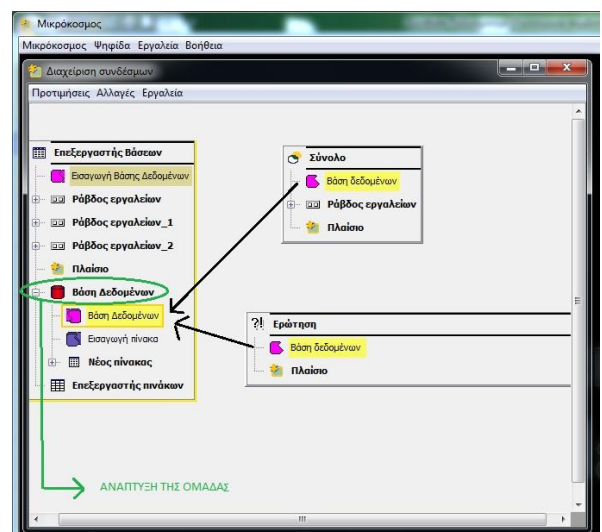 Μικρόκοσμος
Μικρόκοσμος Ψηφίδα Εργαλεία Βοήθεια
Διαχείριση συνδέσμων
Προτιμήσεις Αλλαγές Εργαλεία
Επεξεργαστής Βάσεων
Εισαγωγή Βάσης Δεδομένων
Ράβδος εργαλείων
Ράβδος εργαλείων_1
Ράβδος εργαλείων_2
Πλαίσιο
Βάση Δεδομένων
Βάση Δεδομένων
Εισαγωγή πίνακα
Νέος πίνακας
Επεξεργαστής πινάκων
Σύνολο
Βάση δεδομένων
Ράβδος εργαλείων
Πλαίσιο
?! Ερώτηση
Βάση δεδομένων
Πλαίσιο
ΑΝΑΠΤΥΞΗ ΤΗΣ ΟΜΑΔΑΣ